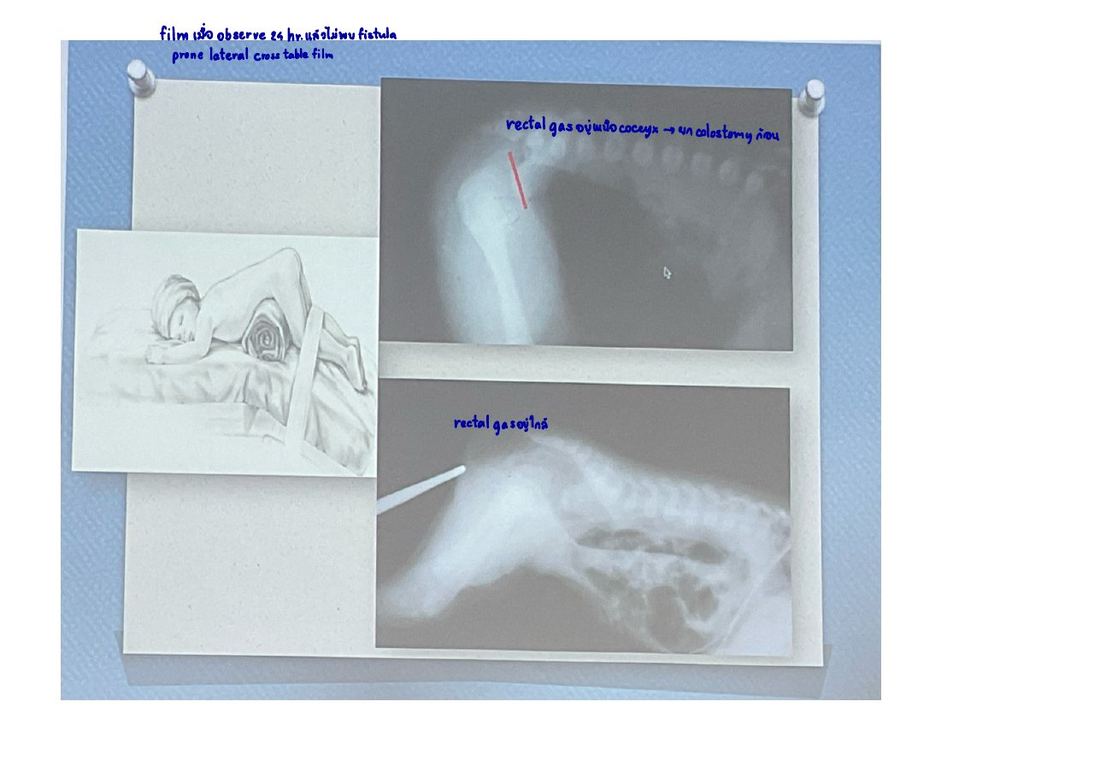 film เมื่อ observe 24 hr. แล้วไม่พบ fistula
prone lateral cross table film
rectal gas อยู่เหนือ coccyx → ยก colostomy ก่อน
rectal gas อยู่ใกล้